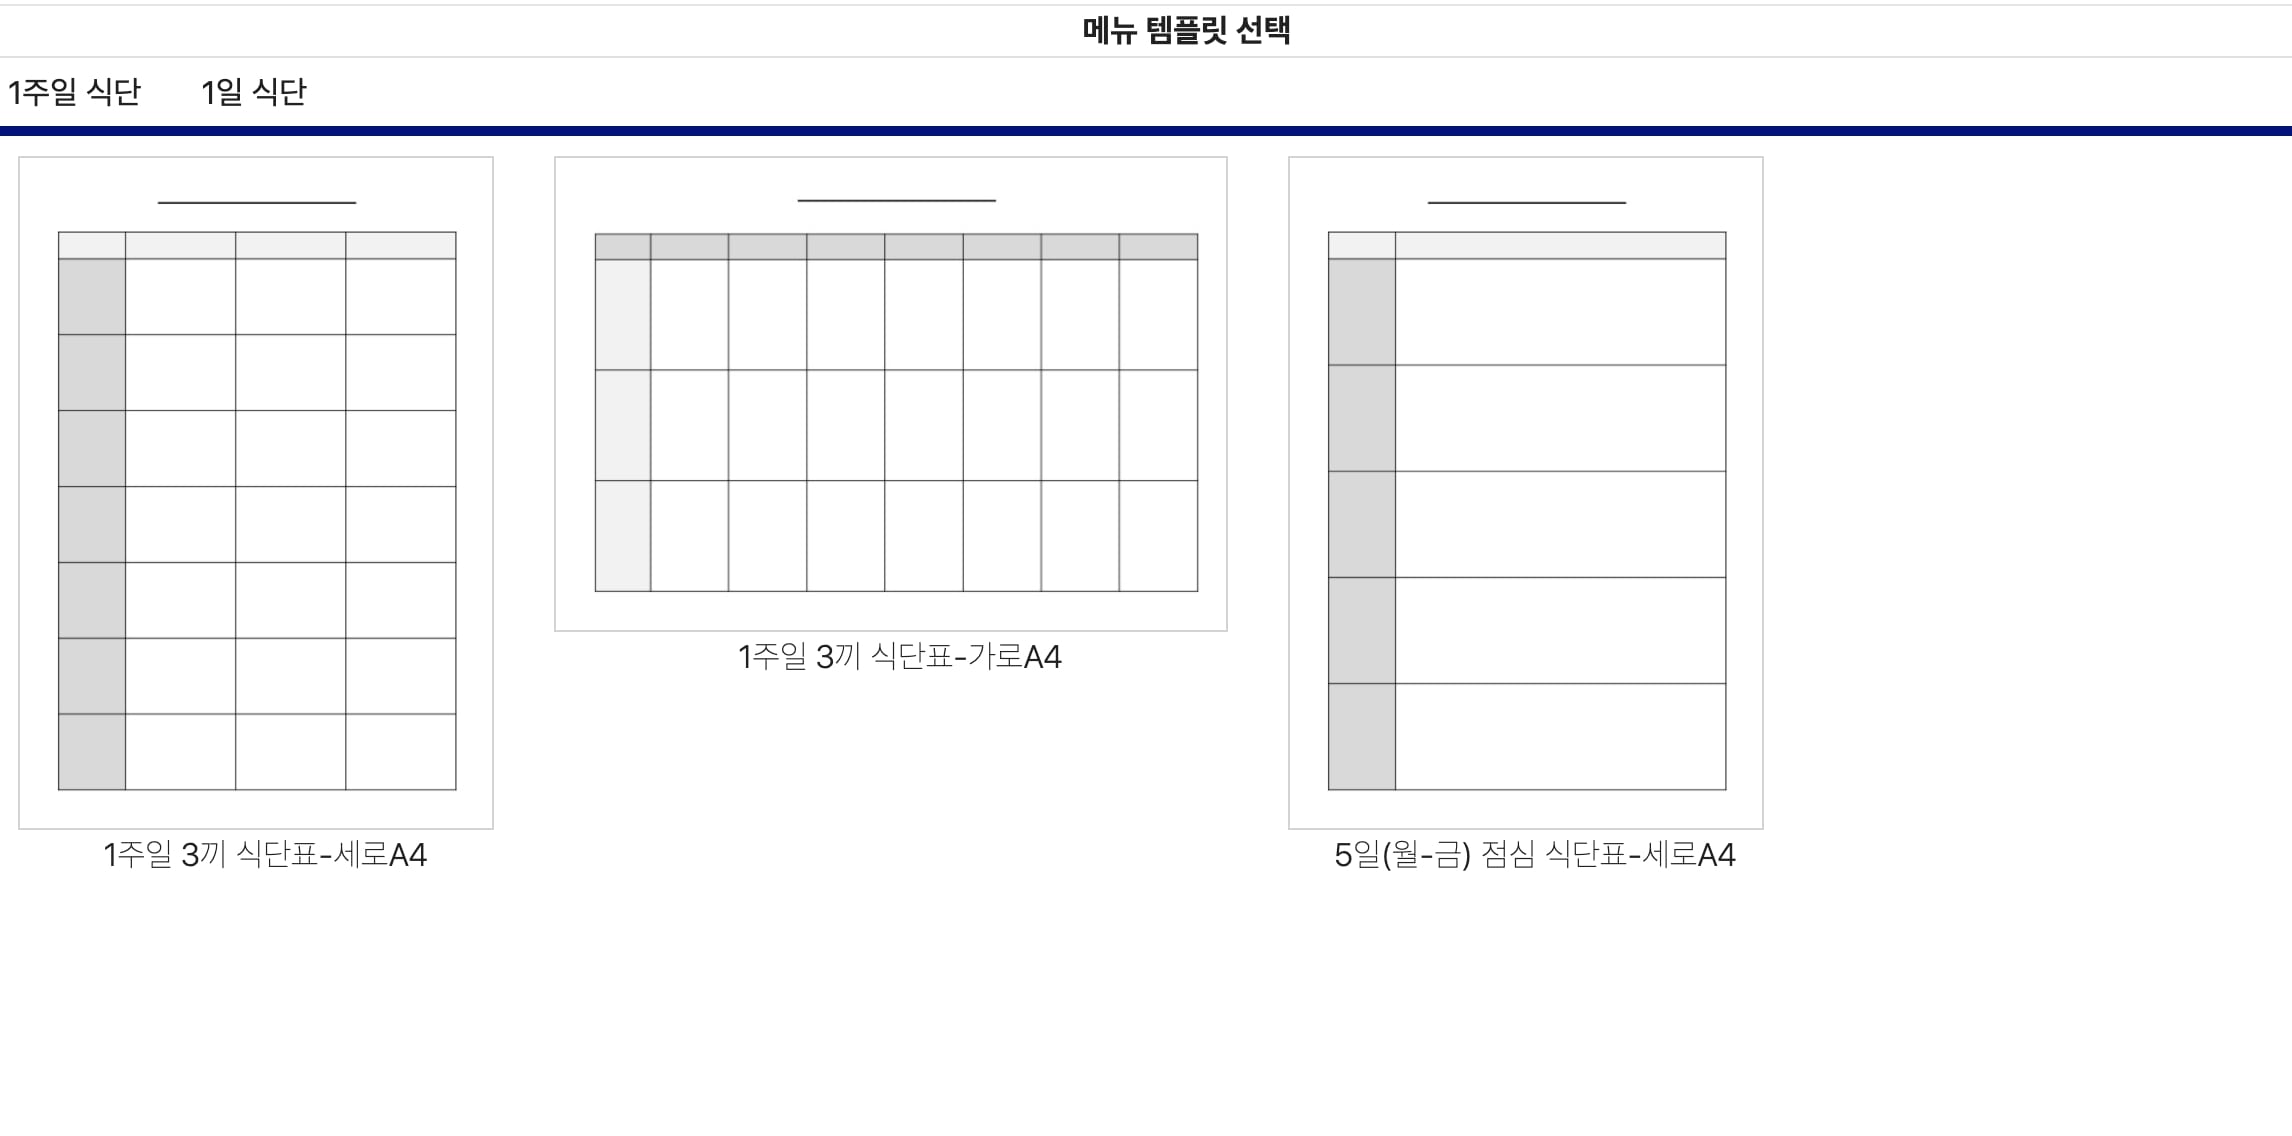 메뉴 템플릿 선택
1주일 식단
1일 식단
1주일 3끼 식단표-세로A4
1주일 3끼 식단표-가로A4
5일(월-금) 점심 식단표-세로A4